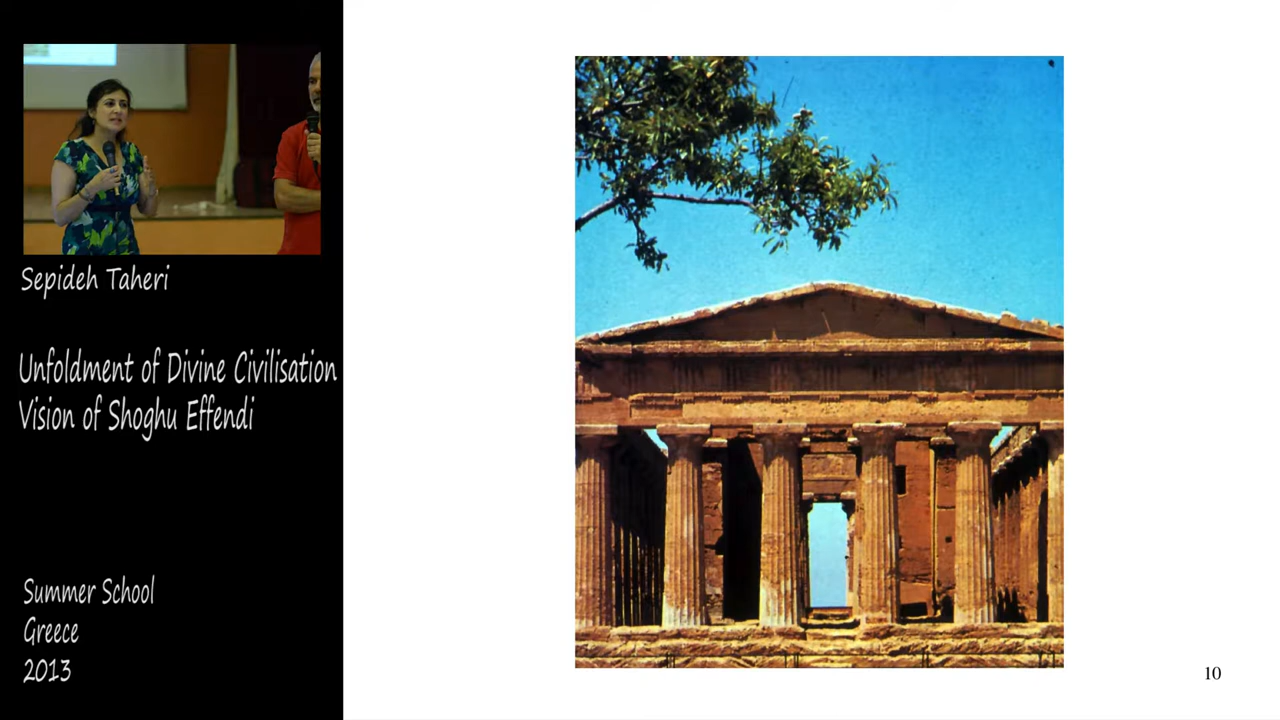 Sepideh Taheri
Unfoldment of Divine Civilisation
Vision of Shoghu Effendi
Summer School
Greece
2013
10